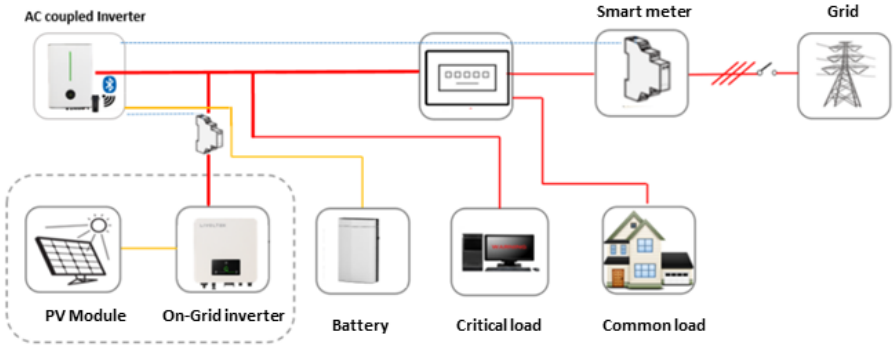 AC coupled Inverter
Smart meter
Grid
PV Module
On-Grid inverter
Battery
Critical load
Common load